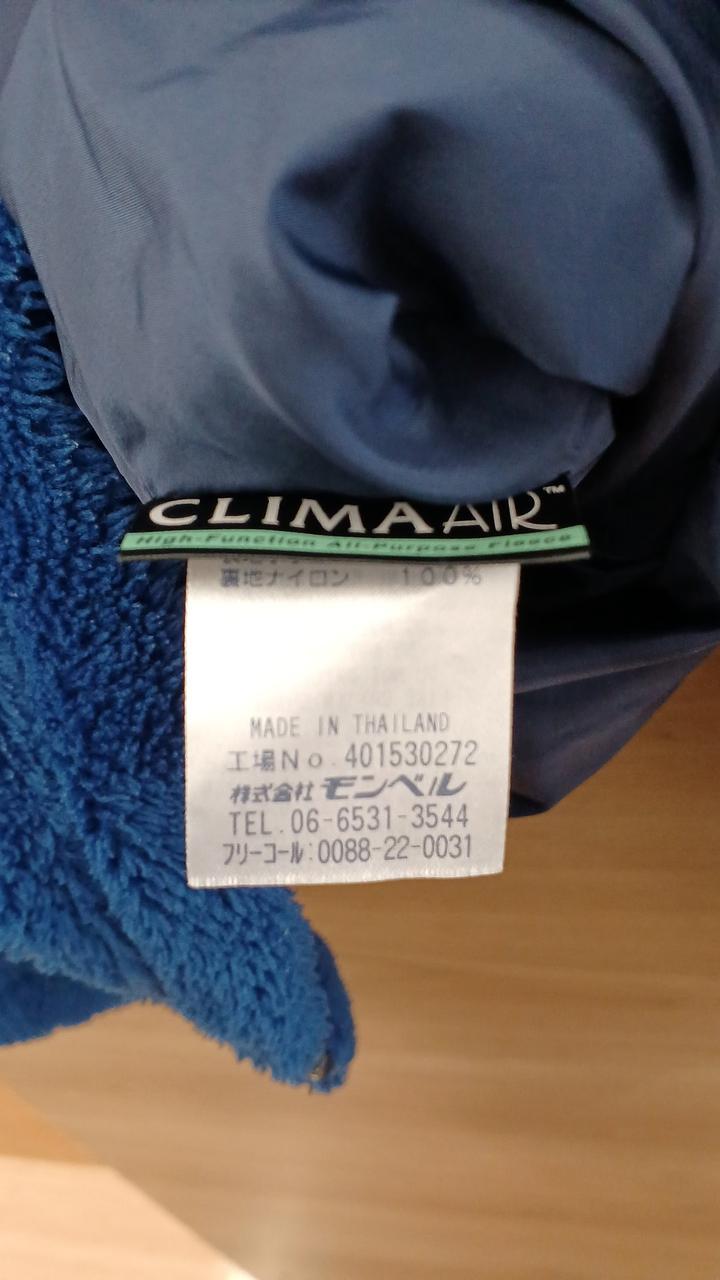 CLIMA AIR™
High-Function All-Purpose Fleece
裏地ナイロン 100%
MADE IN THAILAND
工場No.401530272
株式会社モンベル
TEL.06-6531-3544
フリーコール:0088-22-0031